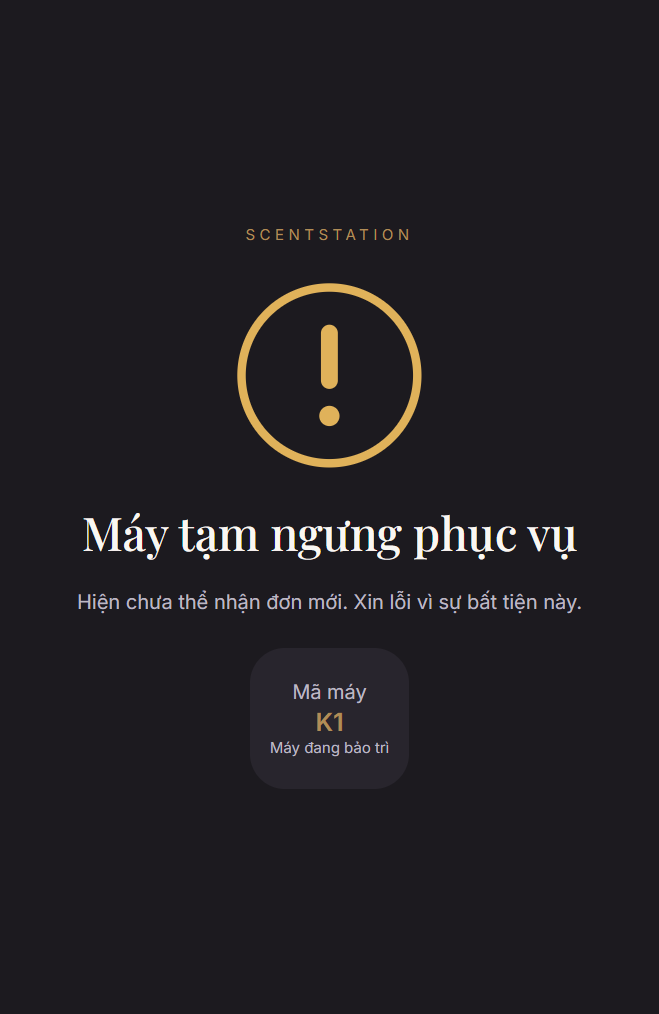 SCENTSTATION
Máy tạm ngưng phục vụ
Hiện chưa thể nhận đơn mới. Xin lỗi vì sự bất tiện này.
Mã máy
K1
Máy đang bảo trì